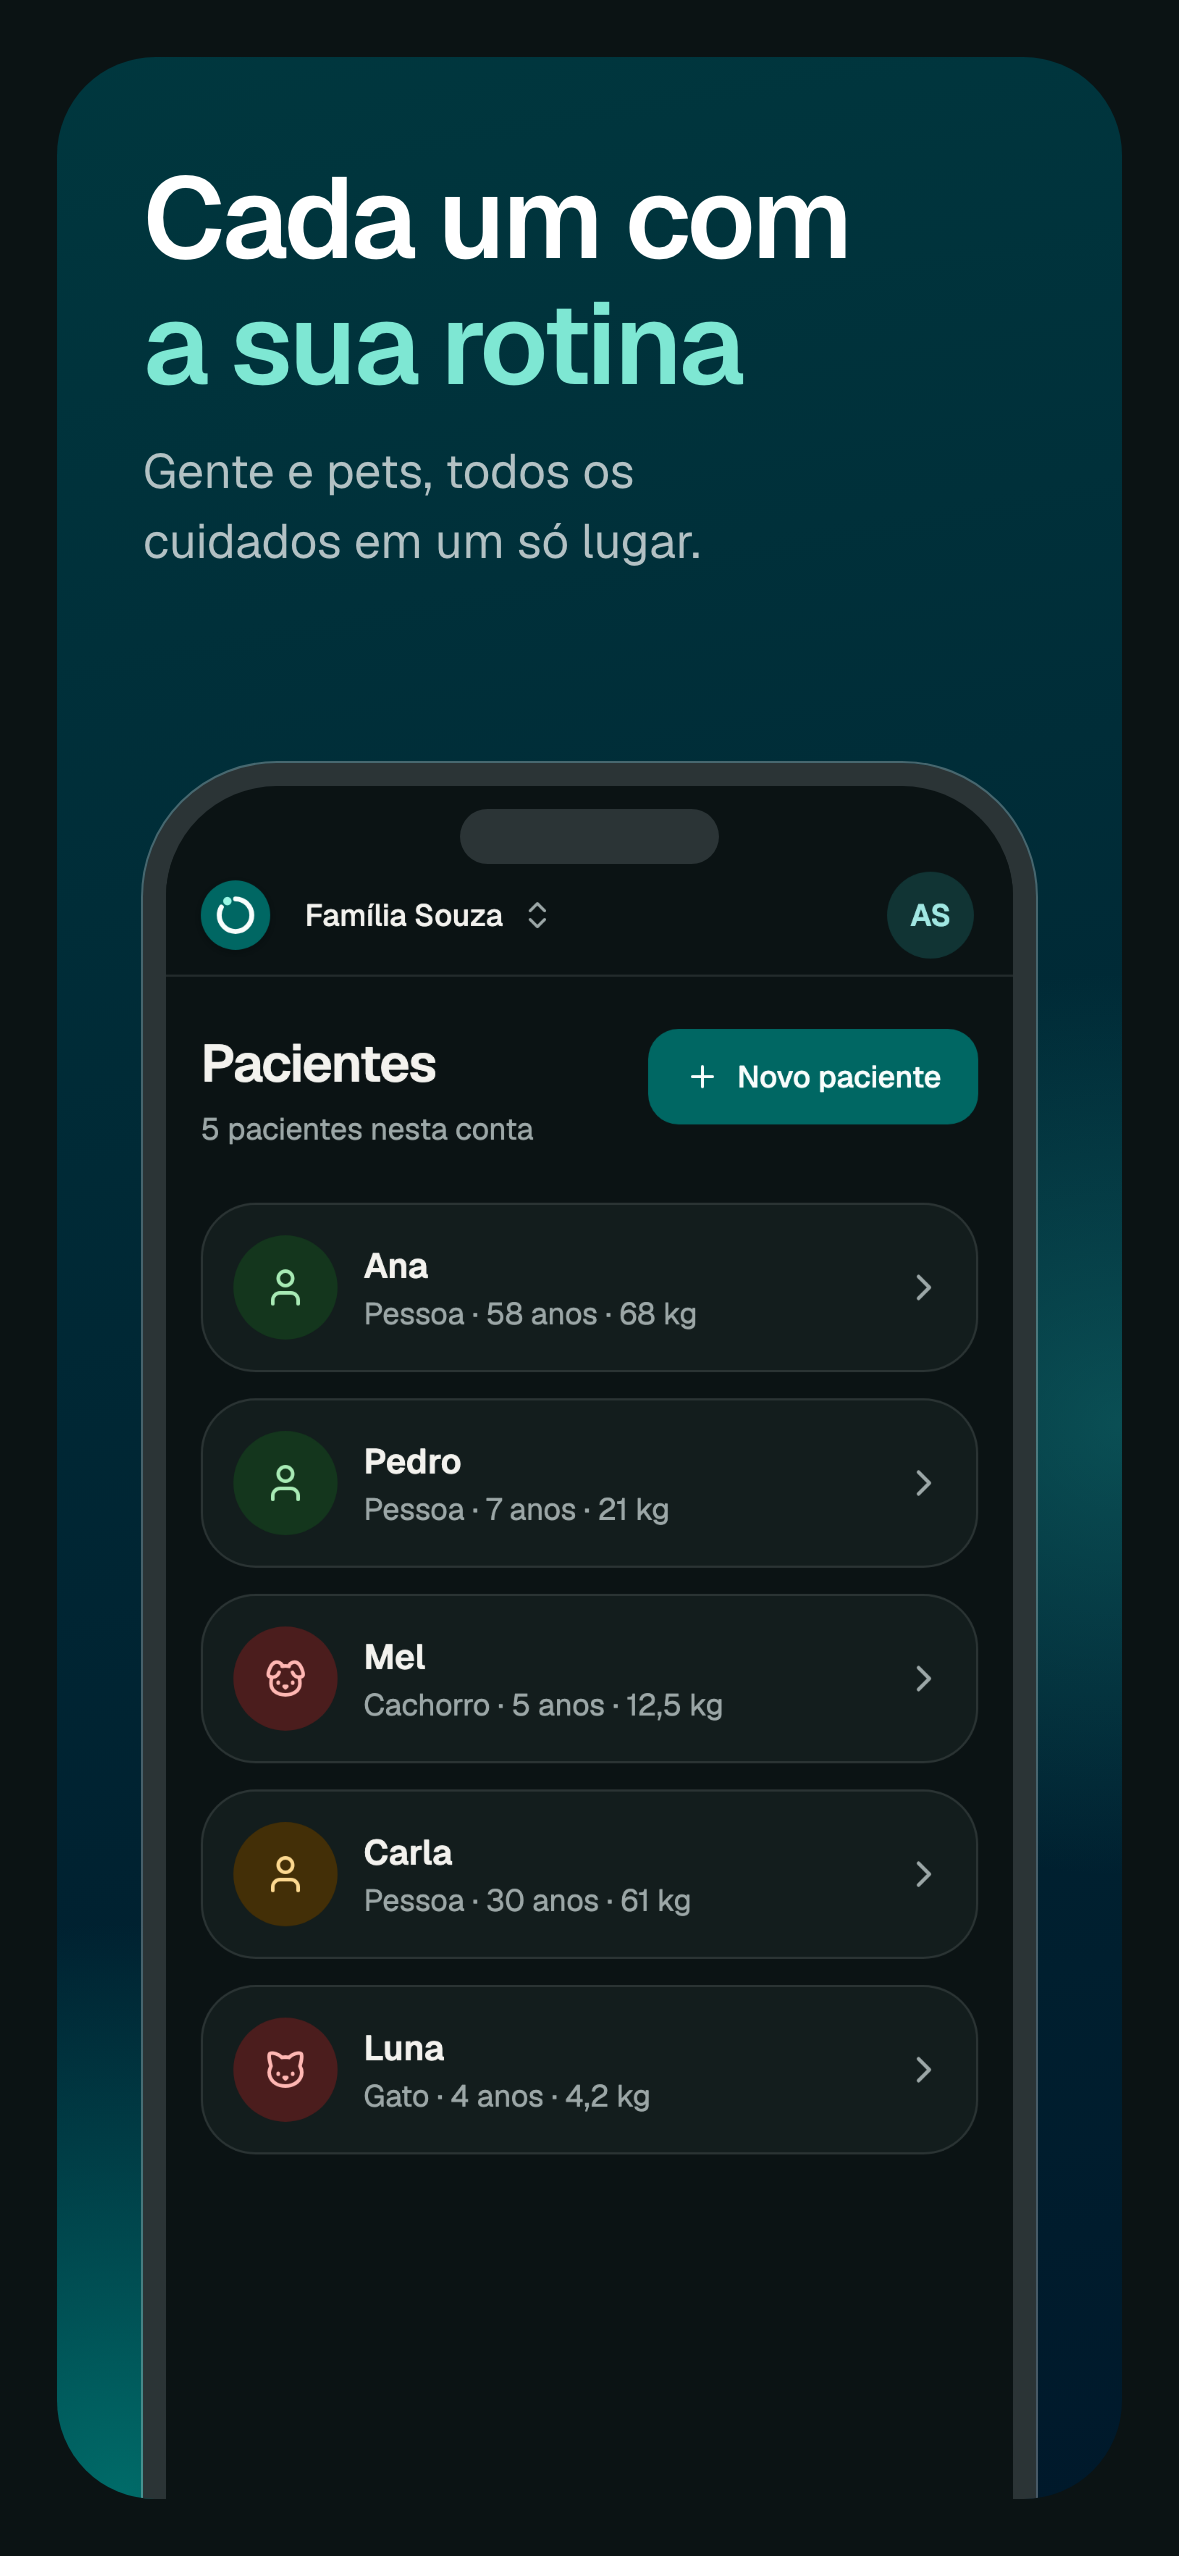 Cada um com
a sua rotina
Gente e pets, todos os
cuidados em um só lugar.
Família Souza
AS
Pacientes
Novo paciente
5 pacientes nesta conta
Ana
Pessoa · 58 anos · 68 kg
Pedro
Pessoa · 7 anos · 21 kg
Mel
Cachorro · 5 anos · 12,5 kg
Carla
Pessoa · 30 anos · 61 kg
Luna
Gato · 4 anos · 4,2 kg